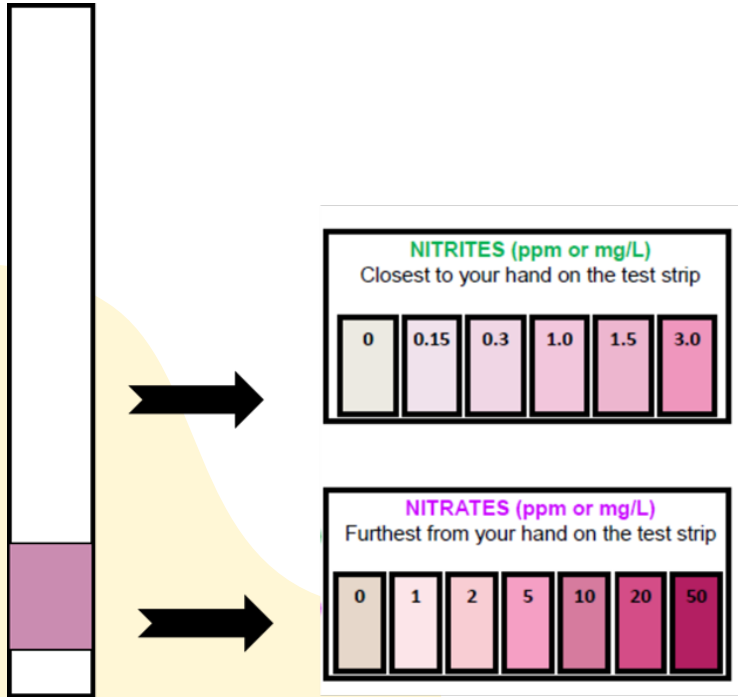 NITRITES (ppm or mg/L)
Closest to your hand on the test strip
0 0.15 0.3 1.0 1.5 3.0
NITRATES (ppm or mg/L)
Furthest from your hand on the test strip
0 1 2 5 10 20 50